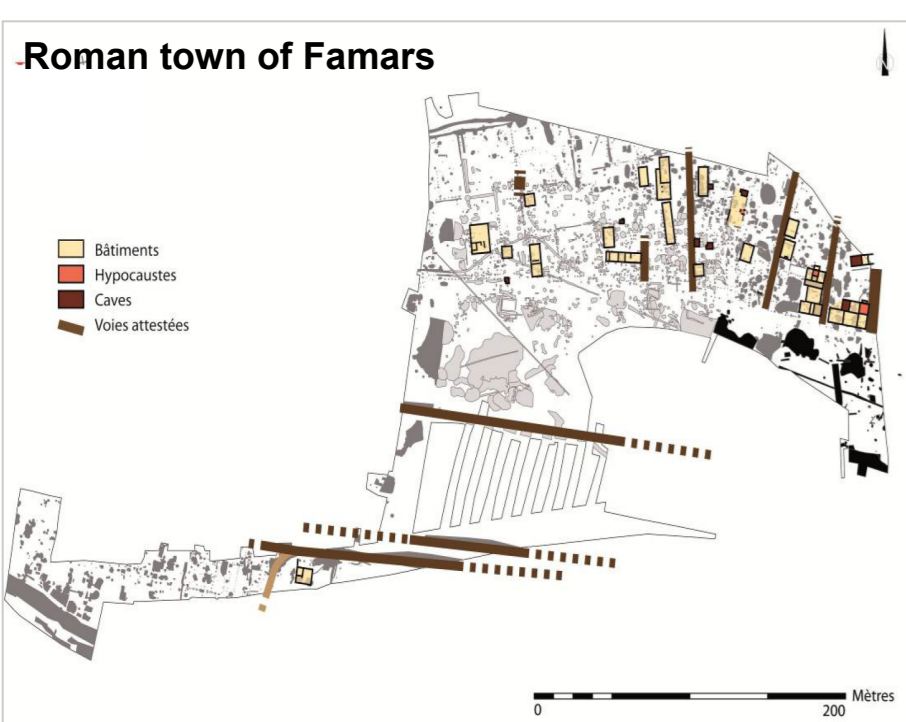 Roman town of Famars
N
Bâtiments
Hypocaustes
Caves
Voies attestées
Mètres
0
200